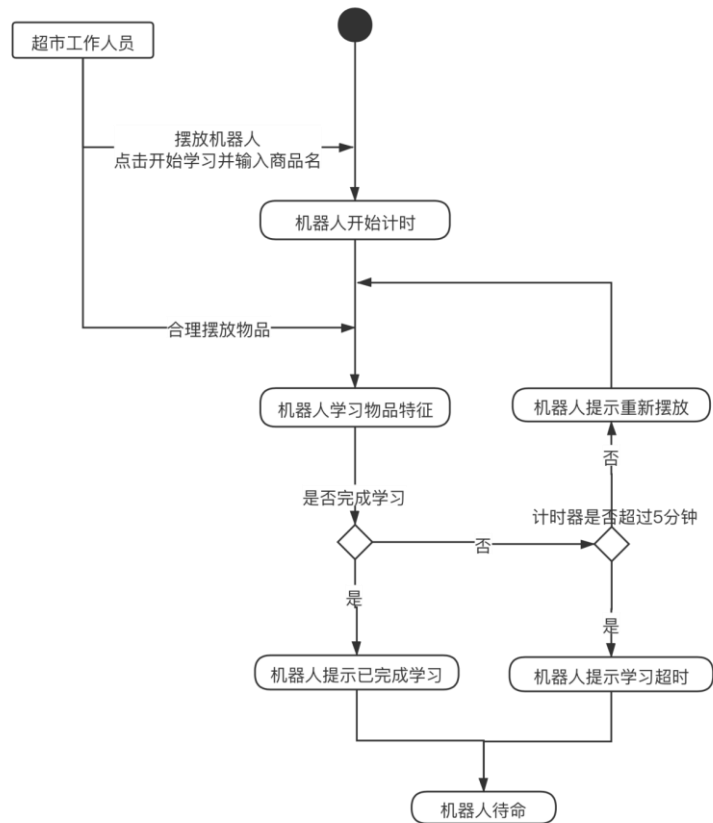 超市工作人员
摆放机器人
点击开始学习并输入商品名
机器人开始计时
合理摆放物品
机器人学习物品特征
机器人提示重新摆放
否
是否完成学习
计时器是否超过5分钟
否
是
是
机器人提示已完成学习
机器人提示学习超时
机器人待命